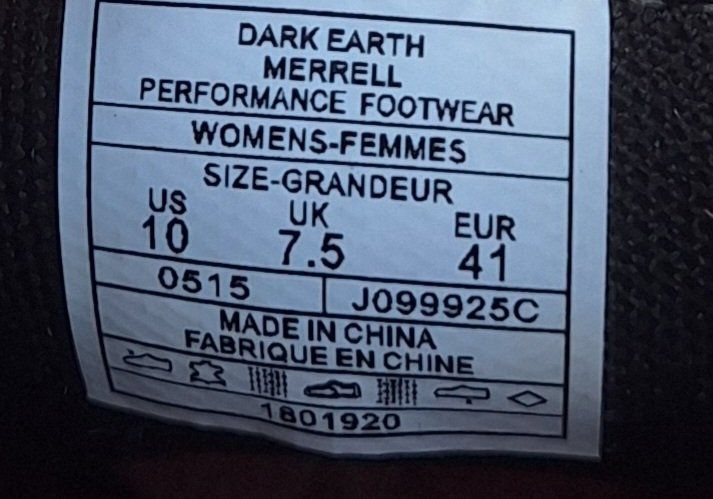 DARK EARTH
MERRELL
PERFORMANCE FOOTWEAR
WOMENS-FEMMES
SIZE-GRANDEUR
US UK EUR
10 7.5 41
0515 J099925C
MADE IN CHINA
FABRIQUE EN CHINE
1801920